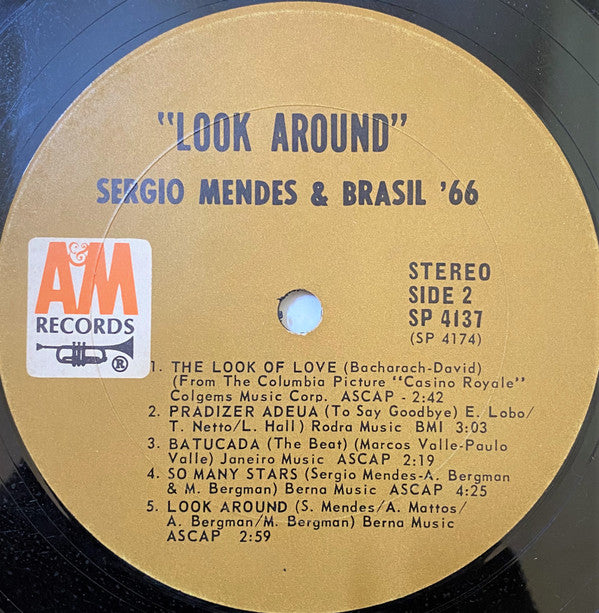 "LOOK AROUND"
SERGIO MENDES & BRASIL '66
A&M
RECORDS
®
STEREO
SIDE 2
SP 4137
(SP 4174)
1. THE LOOK OF LOVE (Bacharach-David)
(From The Columbia Picture "Casino Royale"
Colgems Music Corp. ASCAP - 2:42
2. PRADIZER ADEUA (To Say Goodbye) E. Lobo/
T. Netto/L. Hall) Rodra Music BMI 3:03
3. BATUCADA (The Beat) (Marcos Valle-Paulo
Valle) Janeiro Music ASCAP 2:19
4. SO MANY STARS (Sergio Mendes-A. Bergman
& M. Bergman) Berna Music ASCAP 4:25
5. LOOK AROUND (S. Mendes/A. Mattos/
A. Bergman/M. Bergman) Berna Music
ASCAP 2:59